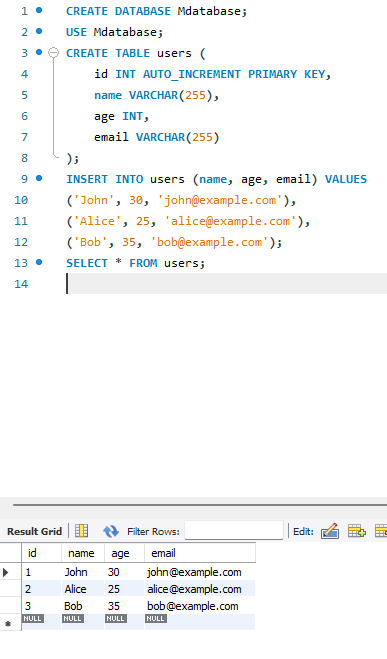 1 CREATE DATABASE Mdatabase;
2 USE Mdatabase;
3 CREATE TABLE users (
4 id INT AUTO_INCREMENT PRIMARY KEY,
5 name VARCHAR(255),
6 age INT,
7 email VARCHAR(255)
8 );
9 INSERT INTO users (name, age, email) VALUES
10 ('John', 30, 'john@example.com'),
11 ('Alice', 25, 'alice@example.com'),
12 ('Bob', 35, 'bob@example.com');
13 SELECT * FROM users;
14
Result Grid Filter Rows: Edit:
id name age email
1 John 30 john@example.com
2 Alice 25 alice@example.com
3 Bob 35 bob@example.com
NULL NULL NULL NULL